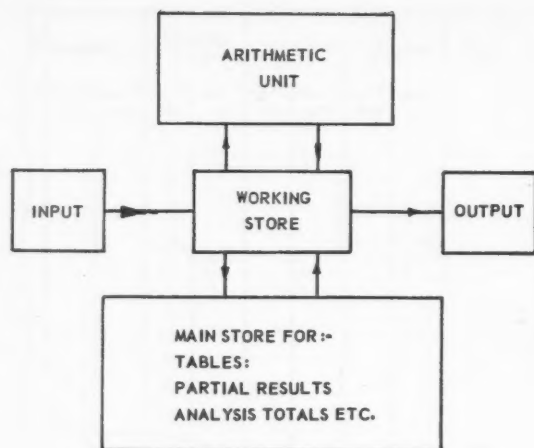 ARITHMETIC
UNIT
INPUT
WORKING
STORE
OUTPUT
MAIN STORE FOR:-
TABLES:
PARTIAL RESULTS
ANALYSIS TOTALS ETC.